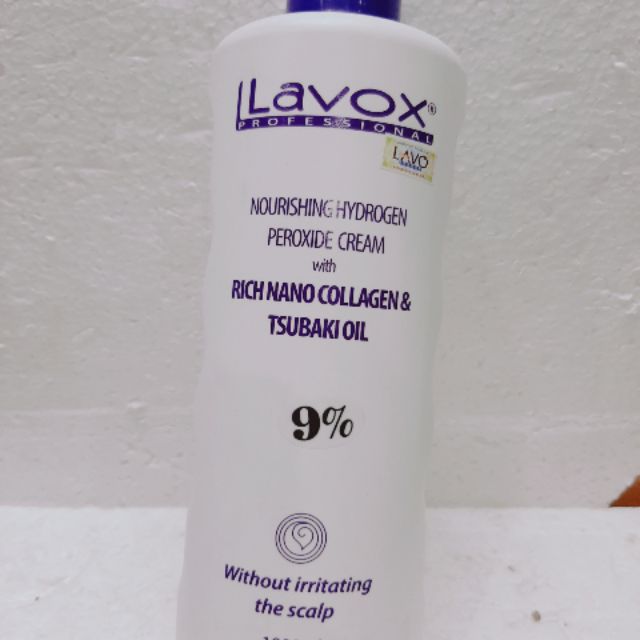 Lavox®
PROFESSIONAL
LAVO
NOURISHING HYDROGEN
PEROXIDE CREAM
with
RICH NANO COLLAGEN &
TSUBAKI OIL
9%
Without irritating
the scalp